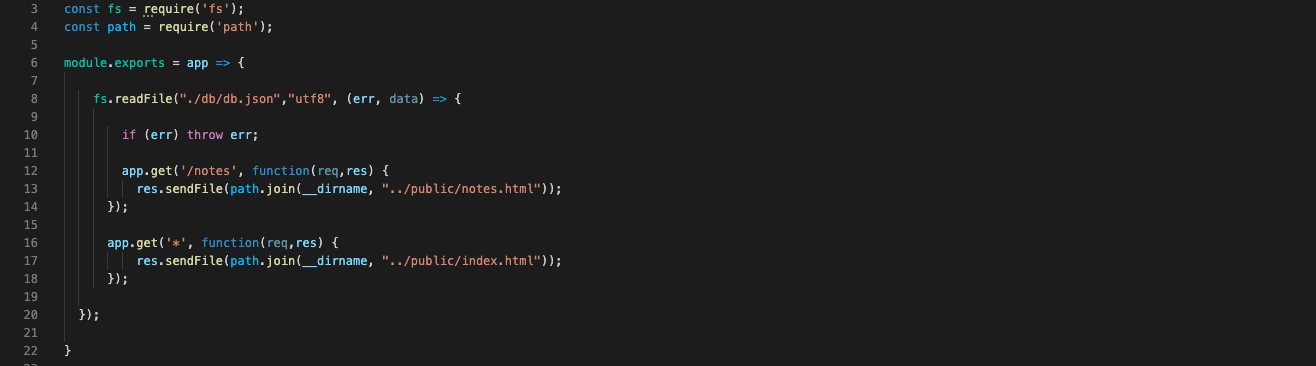 3 const fs = require('fs');
4 const path = require('path');
5
6 module.exports = app => {
7
8 fs.readFile("./db/db.json","utf8", (err, data) => {
9
10 if (err) throw err;
11
12 app.get('/notes', function(req,res) {
13 res.sendFile(path.join(__dirname, "../public/notes.html"));
14 });
15
16 app.get('*', function(req,res) {
17 res.sendFile(path.join(__dirname, "../public/index.html"));
18 });
19
20 });
21
22 }